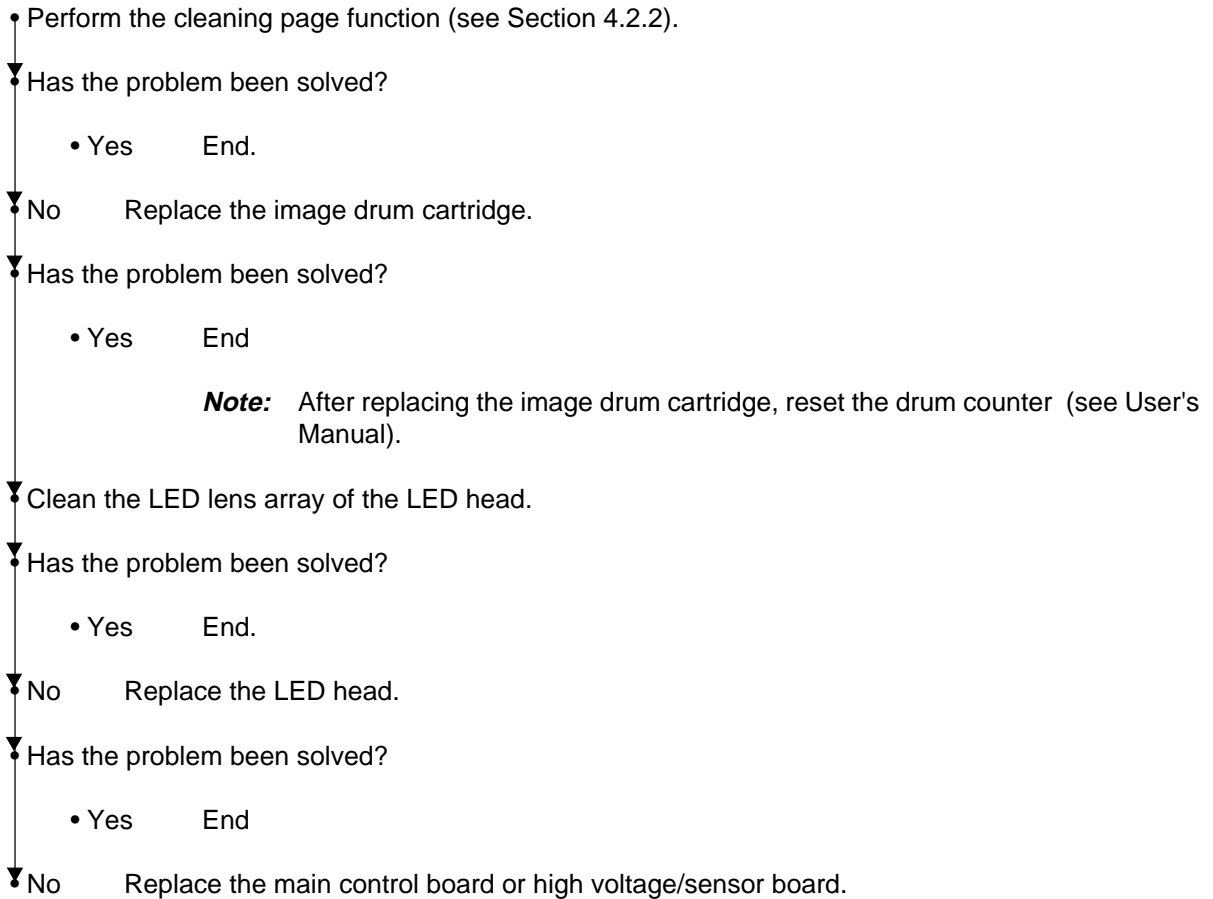 • Perform the cleaning page function (see Section 4.2.2).
• Has the problem been solved?
• Yes End.
• No Replace the image drum cartridge.
• Has the problem been solved?
• Yes End
Note: After replacing the image drum cartridge, reset the drum counter (see User's
Manual).
• Clean the LED lens array of the LED head.
• Has the problem been solved?
• Yes End.
• No Replace the LED head.
• Has the problem been solved?
• Yes End
• No Replace the main control board or high voltage/sensor board.